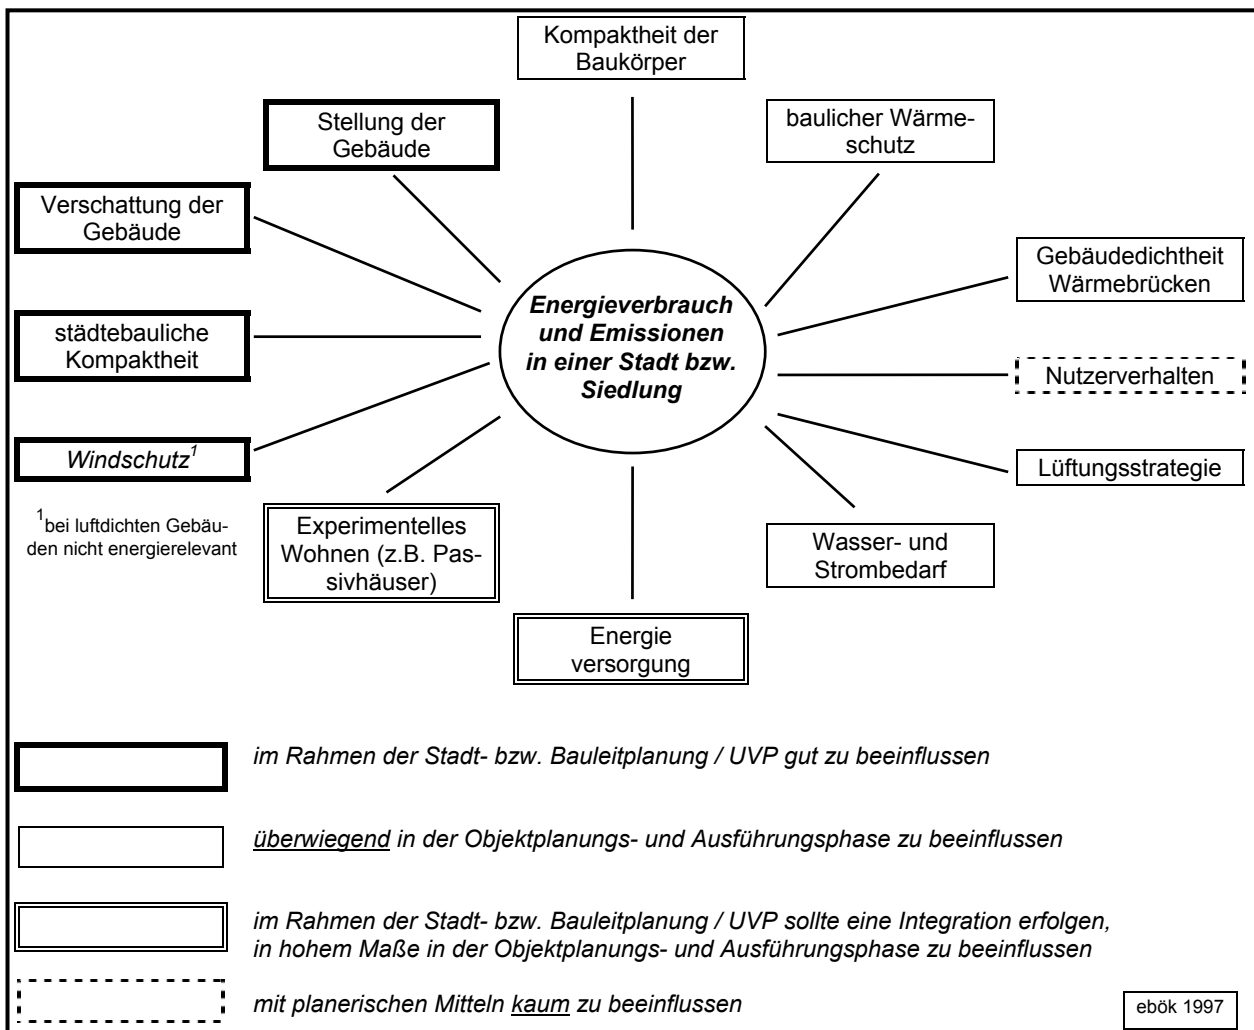 Kompaktheit der
Baukörper
Stellung der
Gebäude
baulicher Wärme-
schutz
Verschattung der
Gebäude
Gebäudedichtheit
Wärmebrücken
städtebauliche
Kompaktheit
Energieverbrauch
und Emissionen
in einer Stadt bzw.
Siedlung
Nutzerverhalten
Windschutz1
Lüftungsstrategie
1bei luftdichten Gebäu-
den nicht energierelevant
Experimentelles
Wohnen (z.B. Pas-
sivhäuser)
Wasser- und
Strombedarf
Energie
versorgung
im Rahmen der Stadt- bzw. Bauleitplanung / UVP gut zu beeinflussen
überwiegend in der Objektplanungs- und Ausführungsphase zu beeinflussen
im Rahmen der Stadt- bzw. Bauleitplanung / UVP sollte eine Integration erfolgen,
in hohem Maße in der Objektplanungs- und Ausführungsphase zu beeinflussen
mit planerischen Mitteln kaum zu beeinflussen
ebök 1997